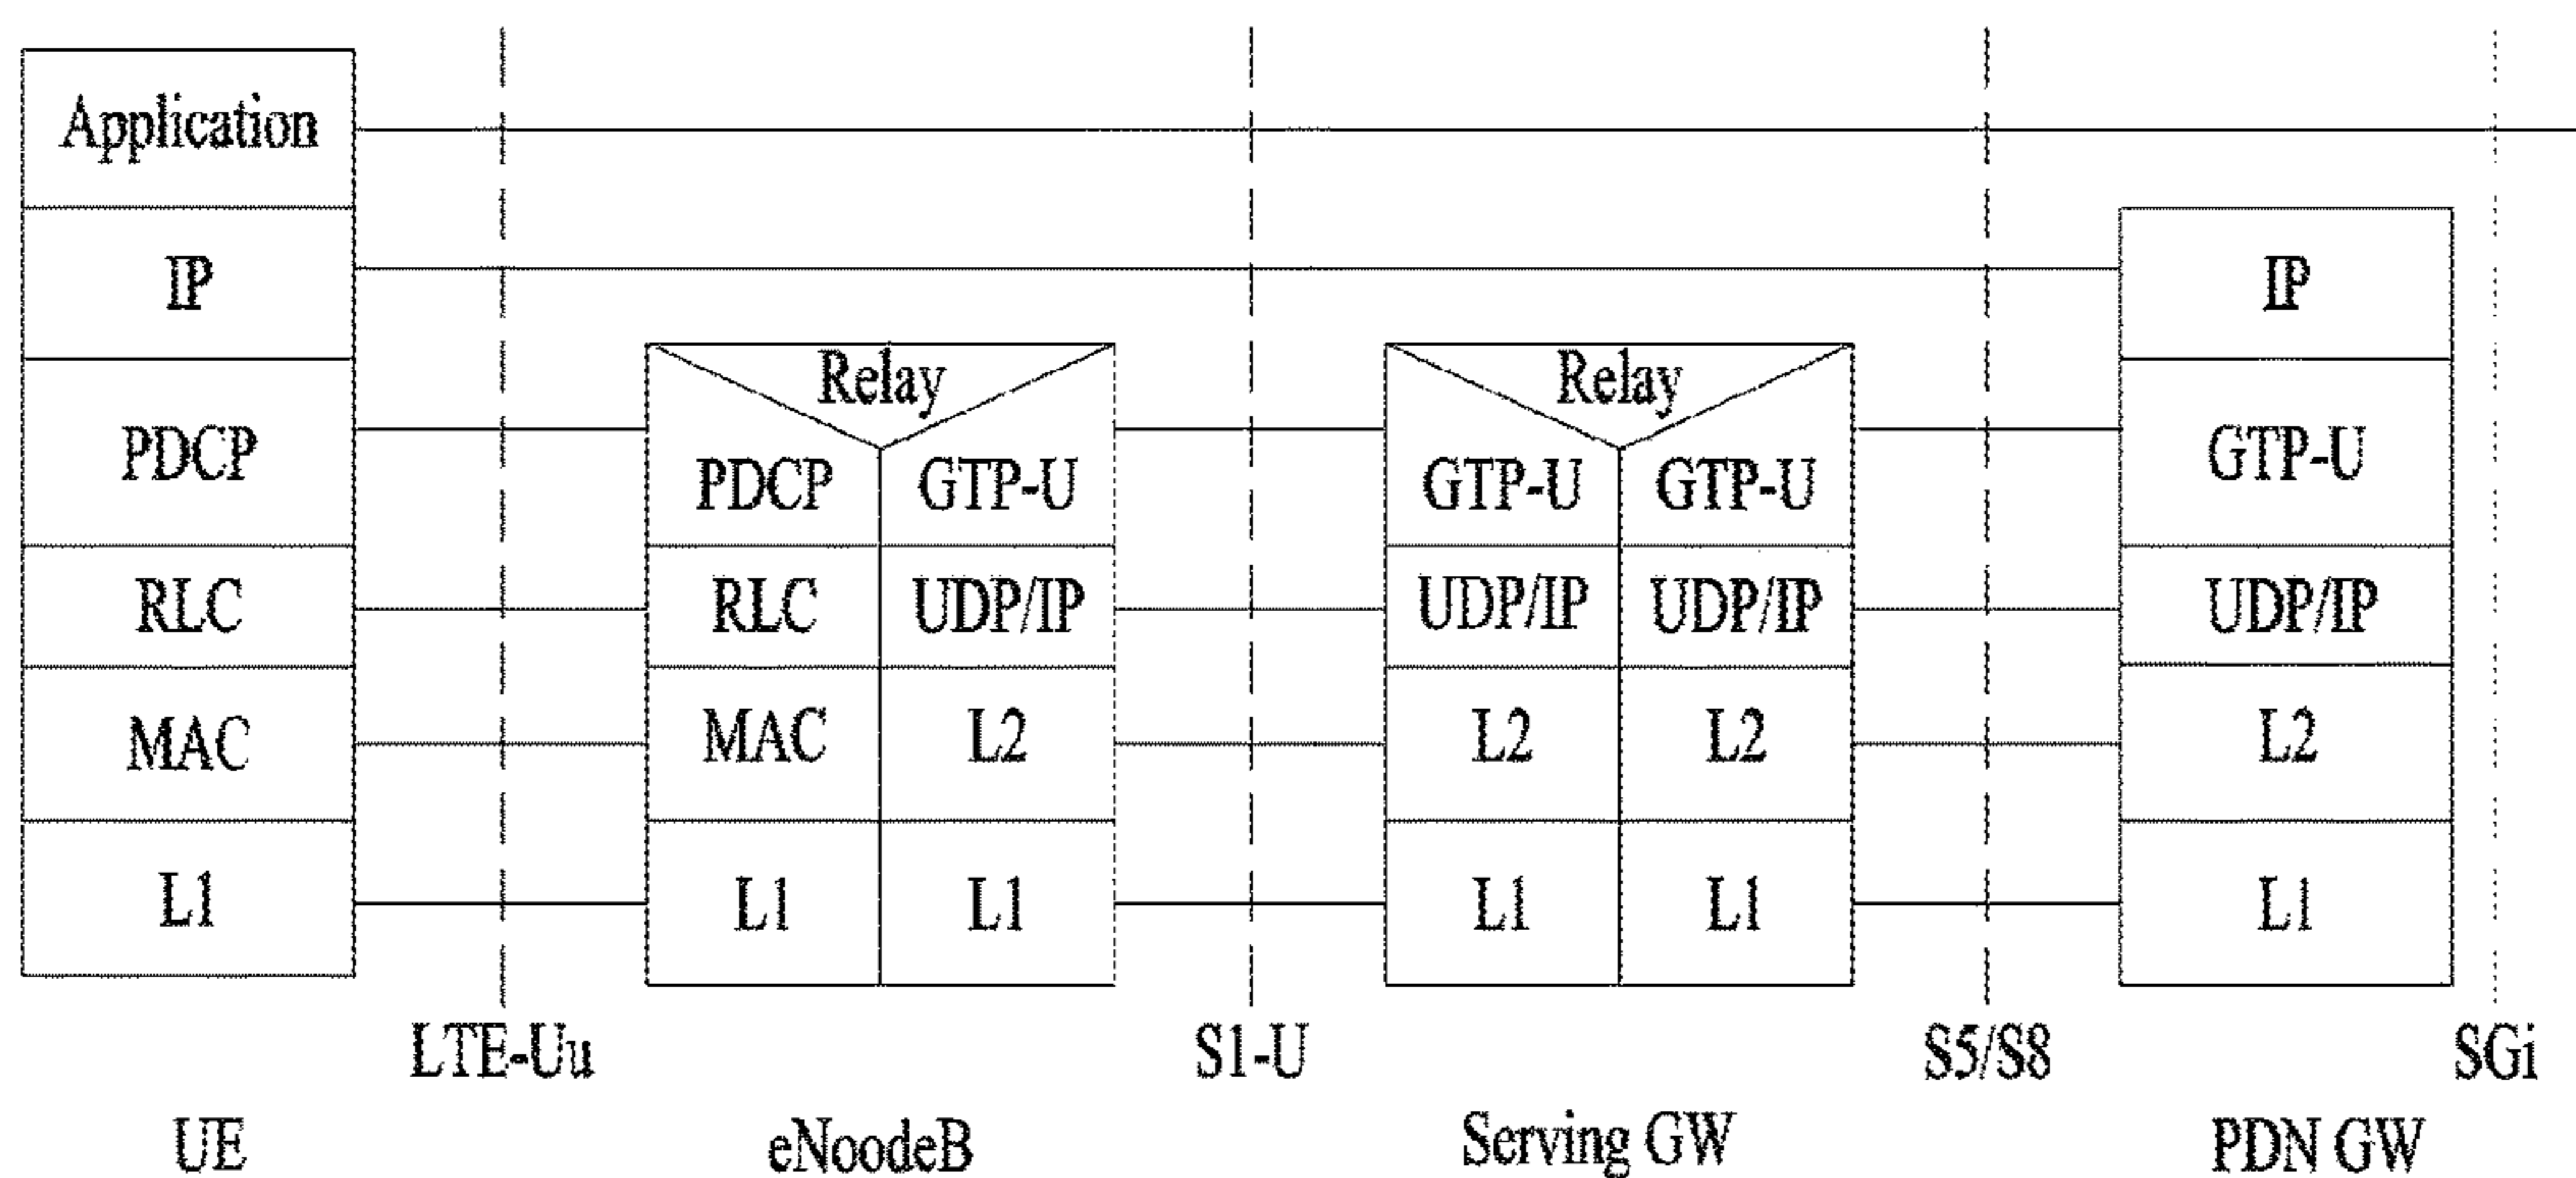 Application
IP
IP
Relay
Relay
PDCP
PDCP
GTP-U
GTP-U
GTP-U
GTP-U
RLC
RLC
UDP/IP
UDP/IP
UDP/IP
UDP/IP
MAC
MAC
L2
L2
L2
L2
L1
L1
L1
L1
L1
L1
LTE-Uu
S1-U
S5/S8
SGi
UE
eNoodeB
Serving GW
PDN GW